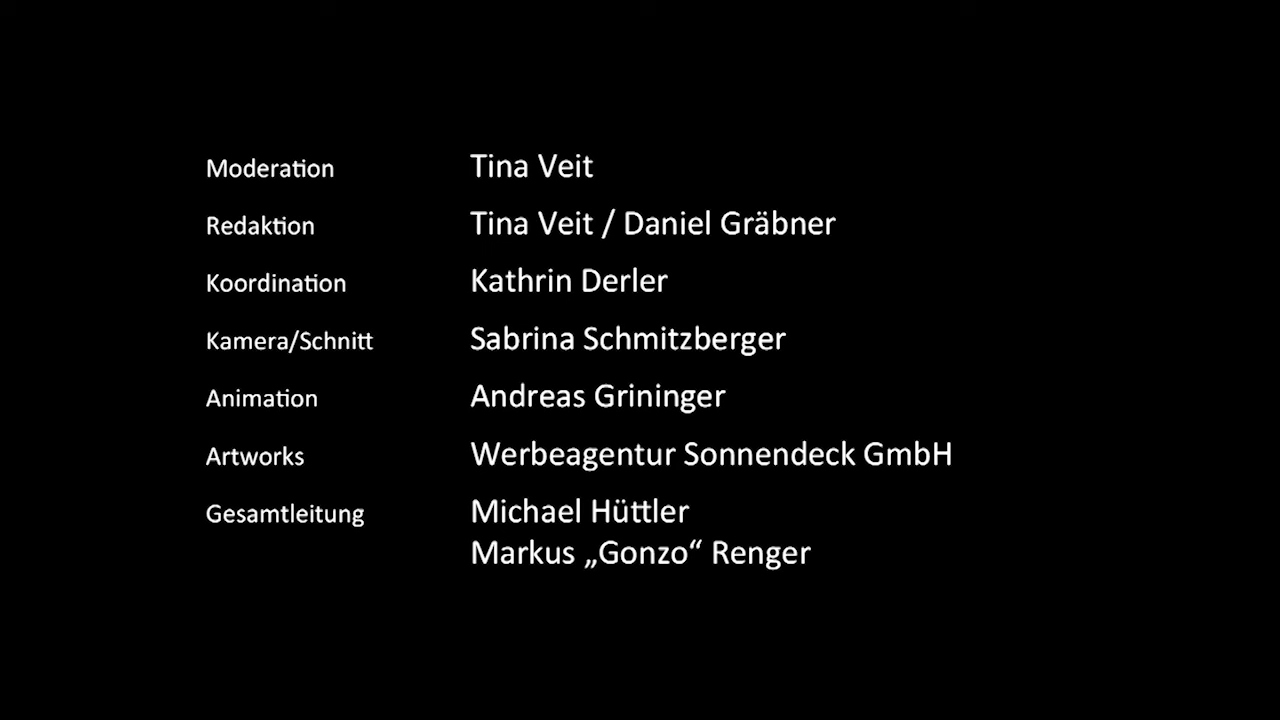 Moderation Tina Veit
Redaktion Tina Veit / Daniel Gräbner
Koordination Kathrin Derler
Kamera/Schnitt Sabrina Schmitzberger
Animation Andreas Grininger
Artworks Werbeagentur Sonnendeck GmbH
Gesamtleitung Michael Hüttler
Markus „Gonzo“ Renger